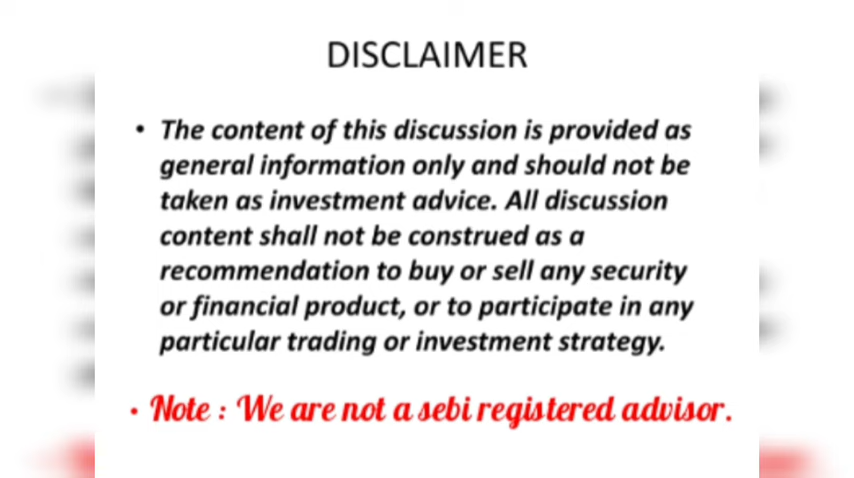 DISCLAIMER
• The content of this discussion is provided as
general information only and should not be
taken as investment advice. All discussion
content shall not be construed as a
recommendation to buy or sell any security
or financial product, or to participate in any
particular trading or investment strategy.
• Note : We are not a sebi registered advisor.